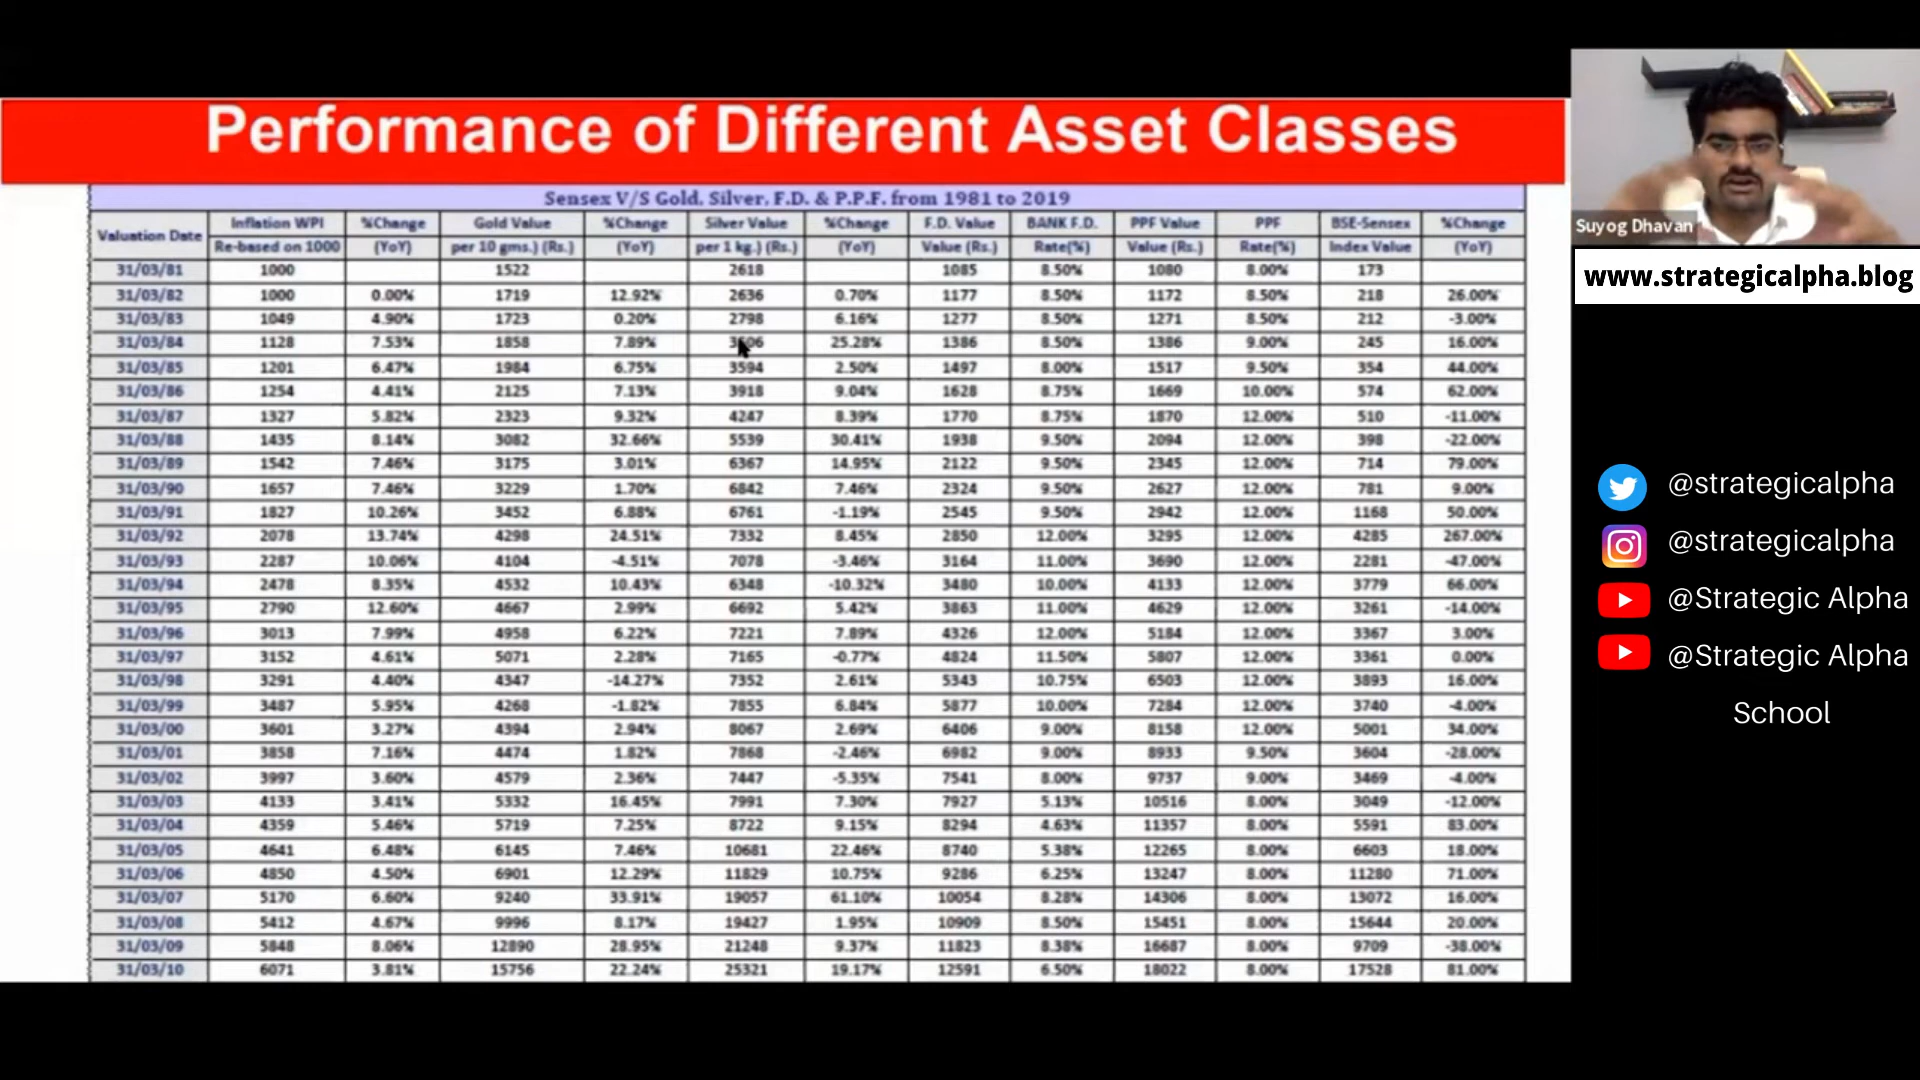 Performance of Different Asset Classes
Sensex V/S Gold, Silver, F.D. & P.P.F. from 1981 to 2019
Valuation Date Inflation WPI %Change Gold Value %Change Silver Value %Change F.D. Value BANK F.D. PPF Value PPF BSE-Sensex %Change
Re-based on 1000 (YoY) per 10 gms.) (Rs.) (YoY) per 1 kg.) (Rs.) (YoY) Value (Rs.) Rate(%) Value (Rs.) Rate(%) Index Value (YoY)
31/03/81 1000 1522 2618 1085 8.50% 1080 8.00% 173
31/03/82 1000 0.00% 1719 12.92% 2636 0.70% 1177 8.50% 1172 8.50% 218 26.00%
31/03/83 1049 4.90% 1723 0.20% 2798 6.16% 1277 8.50% 1271 8.50% 212 -3.00%
31/03/84 1128 7.53% 1858 7.89% 25.28% 1386 8.50% 1386 9.00% 245 16.00%
31/03/85 1201 6.47% 1984 6.75% 3594 2.50% 1497 8.00% 1517 9.50% 354 44.00%
31/03/86 1254 4.41% 2125 7.13% 3918 9.04% 1628 8.75% 1669 10.00% 574 62.00%
31/03/87 1327 5.82% 2323 9.32% 4247 8.39% 1770 8.75% 1870 12.00% 510 -11.00%
31/03/88 1435 8.14% 3082 32.66% 5539 30.41% 1938 9.50% 2094 12.00% 398 -22.00%
31/03/89 1542 7.46% 3175 3.01% 6367 14.95% 2122 9.50% 2345 12.00% 714 79.00%
31/03/90 1657 7.46% 3229 1.70% 6842 7.46% 2324 9.50% 2627 12.00% 781 9.00%
31/03/91 1827 10.26% 3452 6.88% 6761 -1.19% 2545 9.50% 2942 12.00% 1168 50.00%
31/03/92 2078 13.74% 4298 24.51% 7332 8.45% 2850 12.00% 3295 12.00% 4285 267.00%
31/03/93 2287 10.06% 4104 -4.51% 7078 -3.46% 3164 11.00% 3690 12.00% 2281 -47.00%
31/03/94 2478 8.35% 4532 10.43% 6348 -10.32% 3480 10.00% 4133 12.00% 3779 66.00%
31/03/95 2790 12.60% 4667 2.99% 6692 5.42% 3863 11.00% 4629 12.00% 3261 -14.00%
31/03/96 3013 7.99% 4958 6.22% 7221 7.89% 4326 12.00% 5184 12.00% 3367 3.00%
31/03/97 3152 4.61% 5071 2.28% 7165 -0.77% 4824 11.50% 5807 12.00% 3361 0.00%
31/03/98 3291 4.40% 4347 -14.27% 7352 2.61% 5343 10.75% 6503 12.00% 3893 16.00%
31/03/99 3487 5.95% 4268 -1.82% 7855 6.84% 5877 10.00% 7284 12.00% 3740 -4.00%
31/03/00 3601 3.27% 4394 2.94% 8067 2.69% 6406 9.00% 8158 12.00% 5001 34.00%
31/03/01 3858 7.16% 4474 1.82% 7868 -2.46% 6982 9.00% 8933 9.50% 3604 -28.00%
31/03/02 3997 3.60% 4579 2.36% 7447 -5.35% 7541 8.00% 9737 9.00% 3469 -4.00%
31/03/03 4133 3.41% 5332 16.45% 7991 7.30% 7927 5.13% 10516 8.00% 3049 -12.00%
31/03/04 4359 5.46% 5719 7.25% 8722 9.15% 8294 4.63% 11357 8.00% 5591 83.00%
31/03/05 4641 6.48% 6145 7.46% 10681 22.46% 8740 5.38% 12265 8.00% 6603 18.00%
31/03/06 4850 4.50% 6901 12.29% 11829 10.75% 9286 6.25% 13247 8.00% 11280 71.00%
31/03/07 5170 6.60% 9240 33.91% 19057 61.10% 10054 8.28% 14306 8.00% 13072 16.00%
31/03/08 5412 4.67% 9996 8.17% 19427 1.95% 10909 8.50% 15451 8.00% 15644 20.00%
31/03/09 5848 8.06% 12890 28.95% 21248 9.37% 11823 8.38% 16687 8.00% 9709 -38.00%
31/03/10 6071 3.81% 15756 22.24% 25321 19.17% 12591 6.50% 18022 8.00% 17528 81.00%
Suyog Dhavan
www.strategicalpha.blog
@strategicalpha
@strategicalpha
@Strategic Alpha
@Strategic Alpha
School